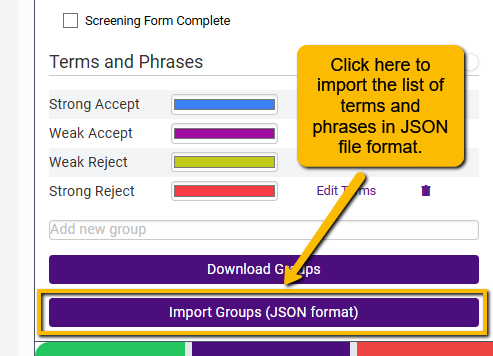 Screening Form Complete
Terms and Phrases
Click here to
import the list of
terms and
phrases in JSON
file format.
Strong Accept
Weak Accept
Weak Reject
Strong Reject
Edit Terms
Add new group
Download Groups
Import Groups (JSON format)